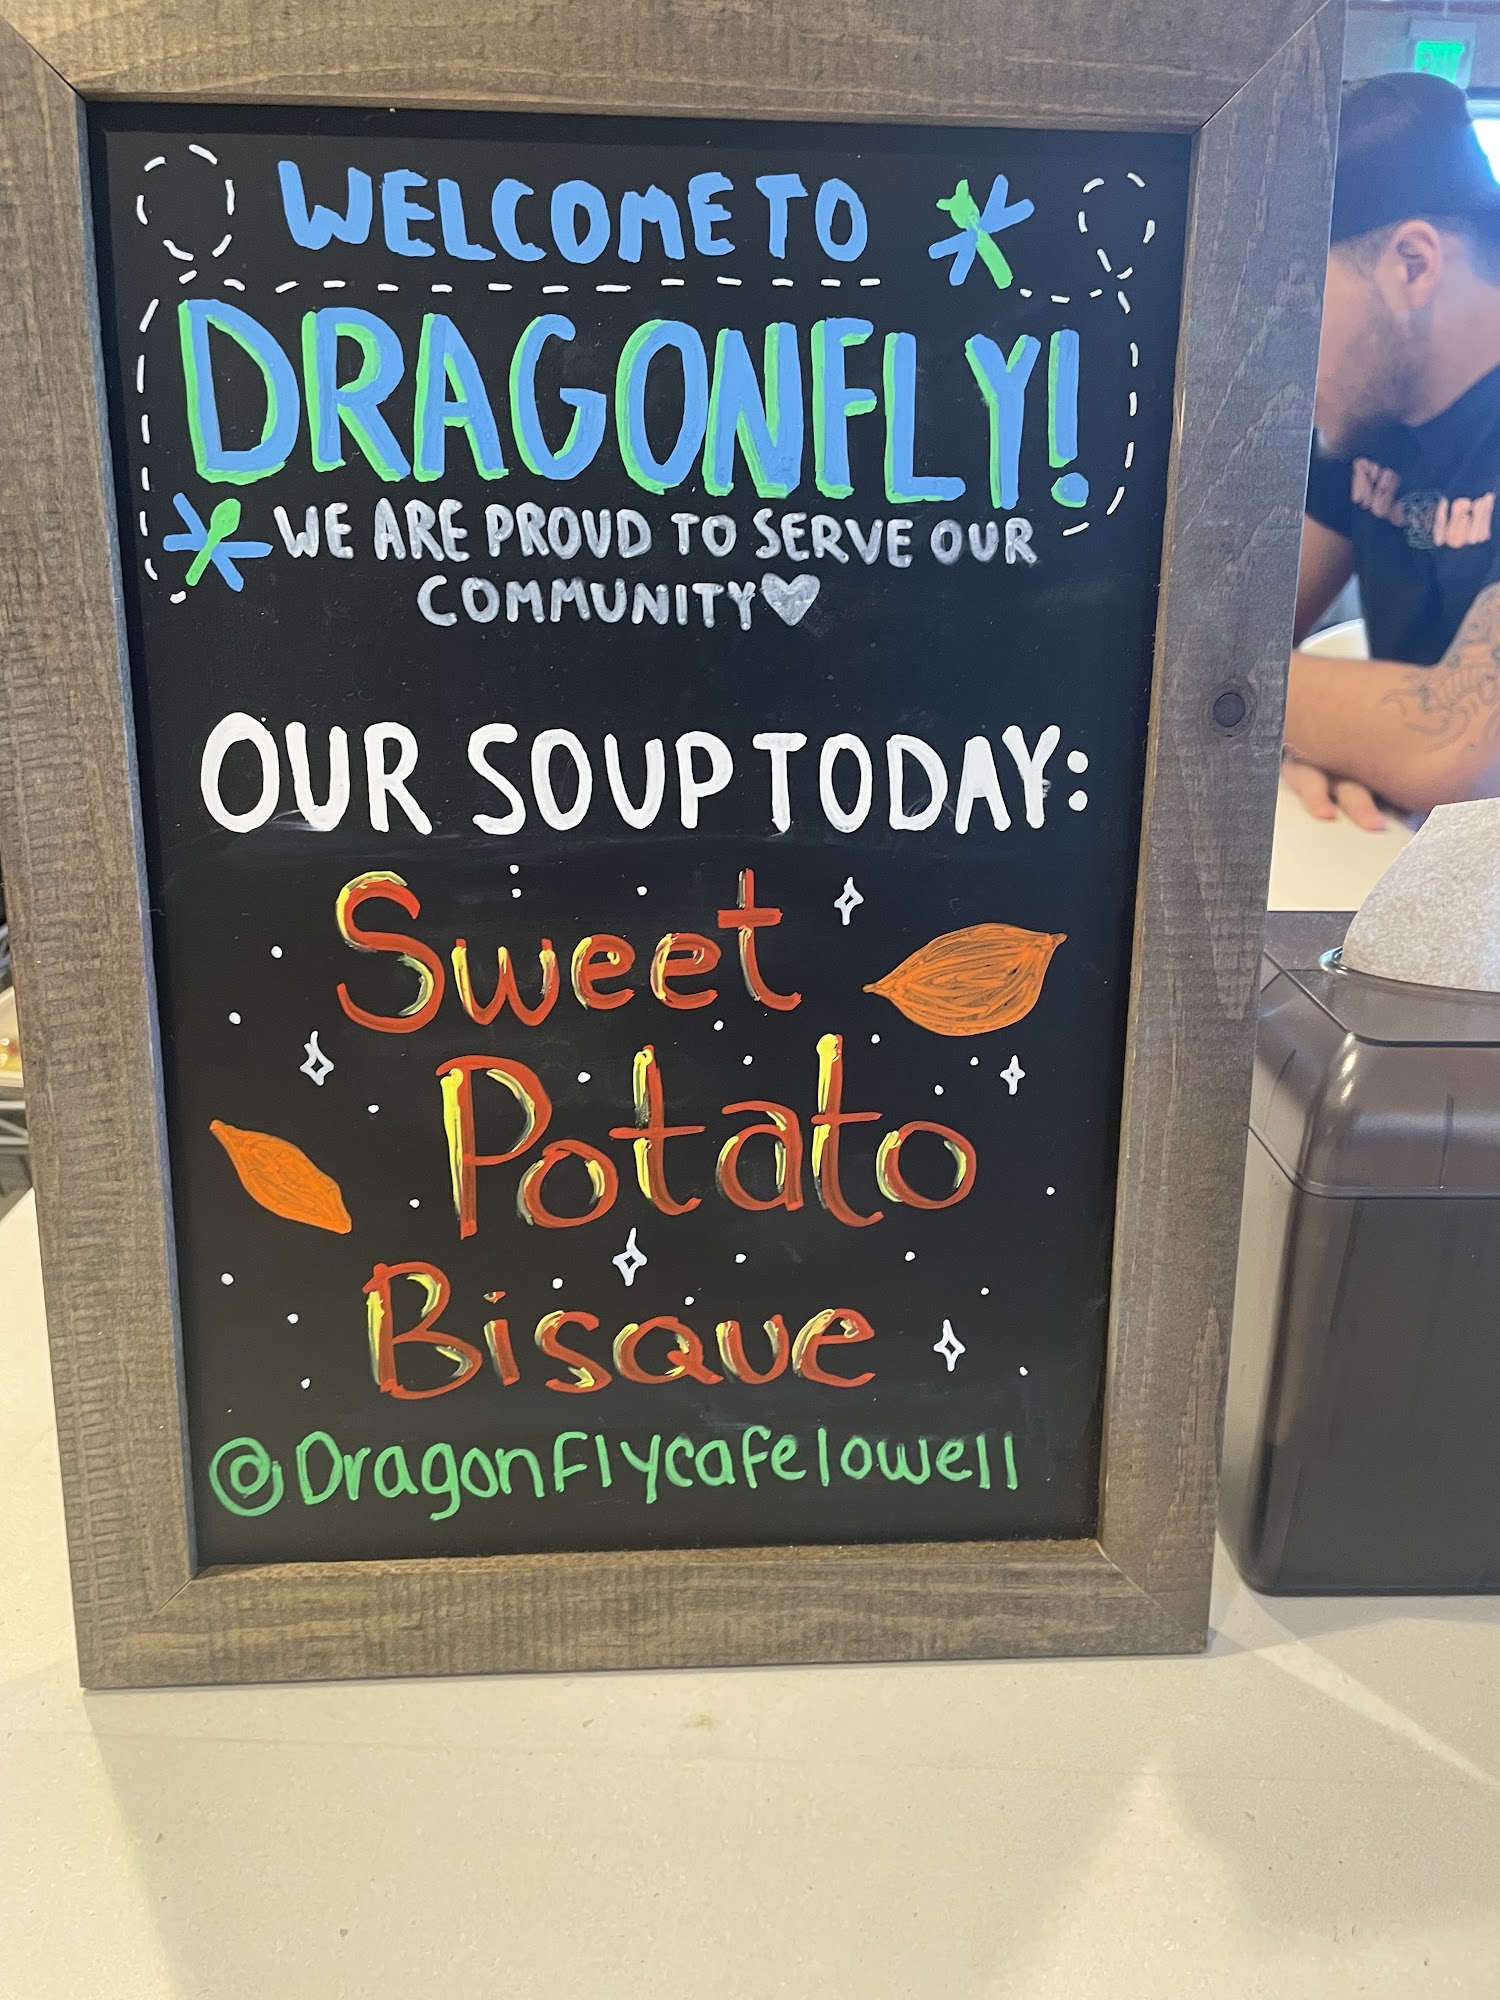 WELCOME TO
DRAGONFLY!
WE ARE PROUD TO SERVE OUR
COMMUNITY
OUR SOUP TODAY:
Sweet
Potato
Bisque
@Dragonflycafelowell